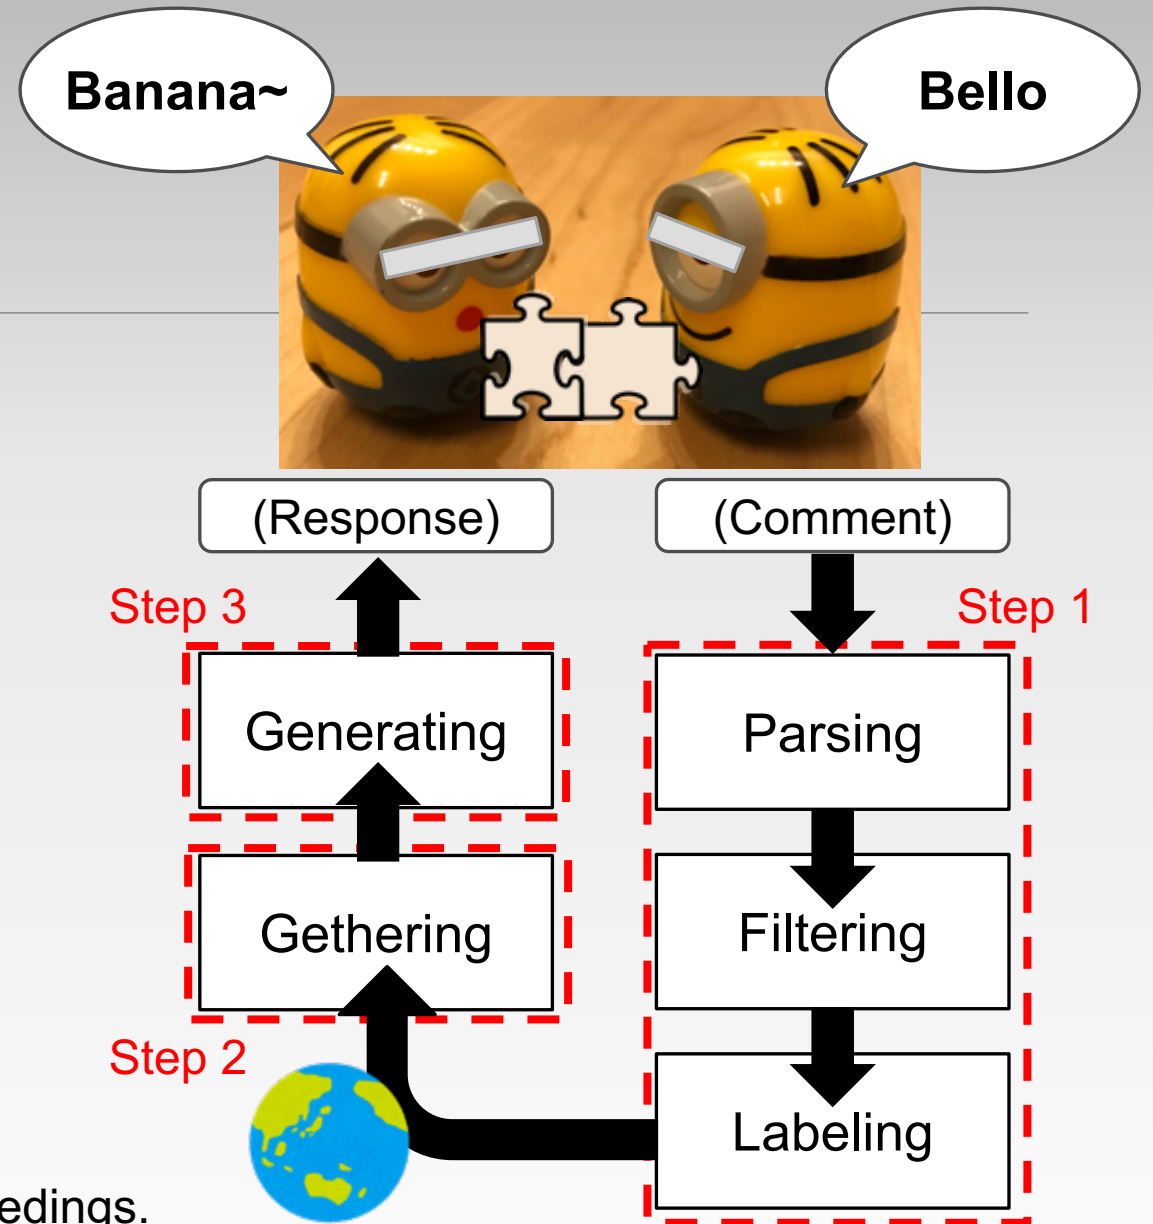 Banana~
Bello
(Response)
(Comment)
Step 3
Step 1
Generating
Parsing
Gethering
Filtering
Step 2
Labeling
edings.